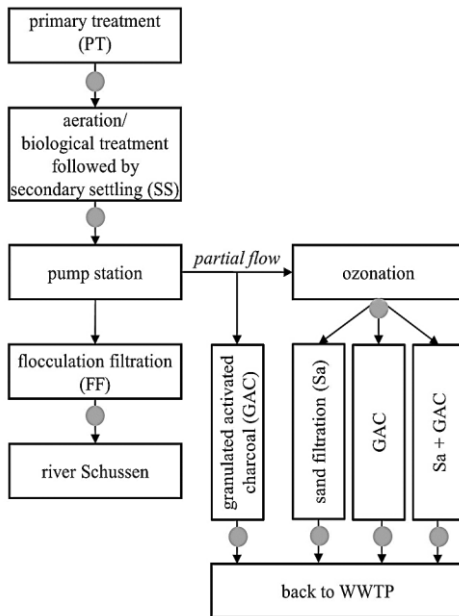 primary treatment
(PT)
aeration/
biological treatment
followed by
secondary settling (SS)
pump station
partial flow
ozonation
flocculation filtration
(FF)
river Schussen
granulated activated
charcoal (GAC)
sand filtration (Sa)
GAC
Sa + GAC
back to WWTP